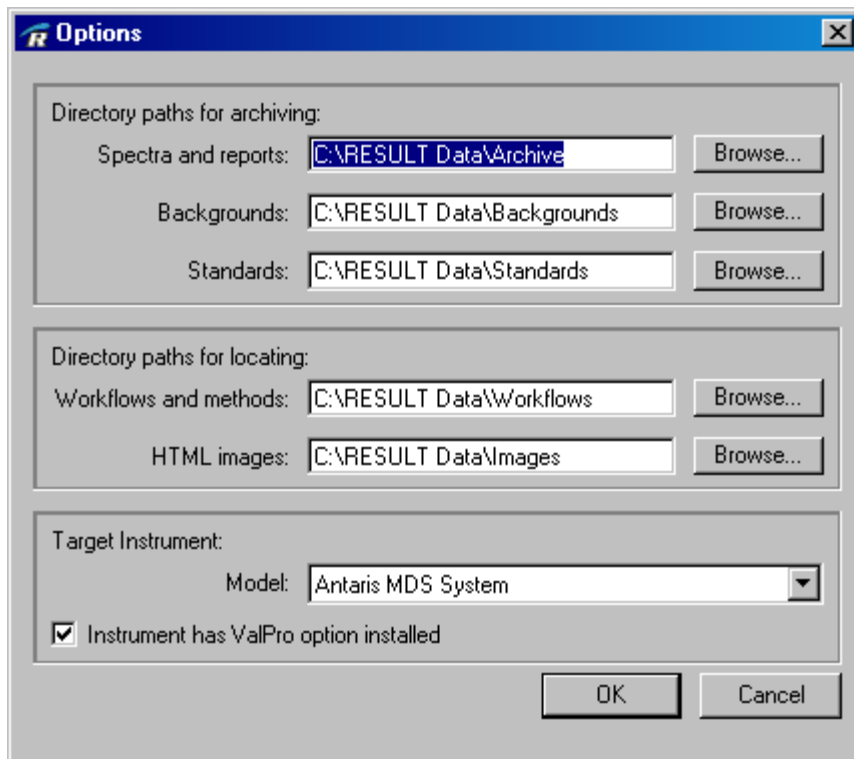 Options
Directory paths for archiving:
Spectra and reports: C:\RESULT Data\Archive Browse...
Backgrounds: C:\RESULT Data\Backgrounds Browse...
Standards: C:\RESULT Data\Standards Browse...
Directory paths for locating:
Workflows and methods: C:\RESULT Data\Workflows Browse...
HTML images: C:\RESULT Data\Images Browse...
Target Instrument:
Model: Antaris MDS System
Instrument has ValPro option installed
OK Cancel